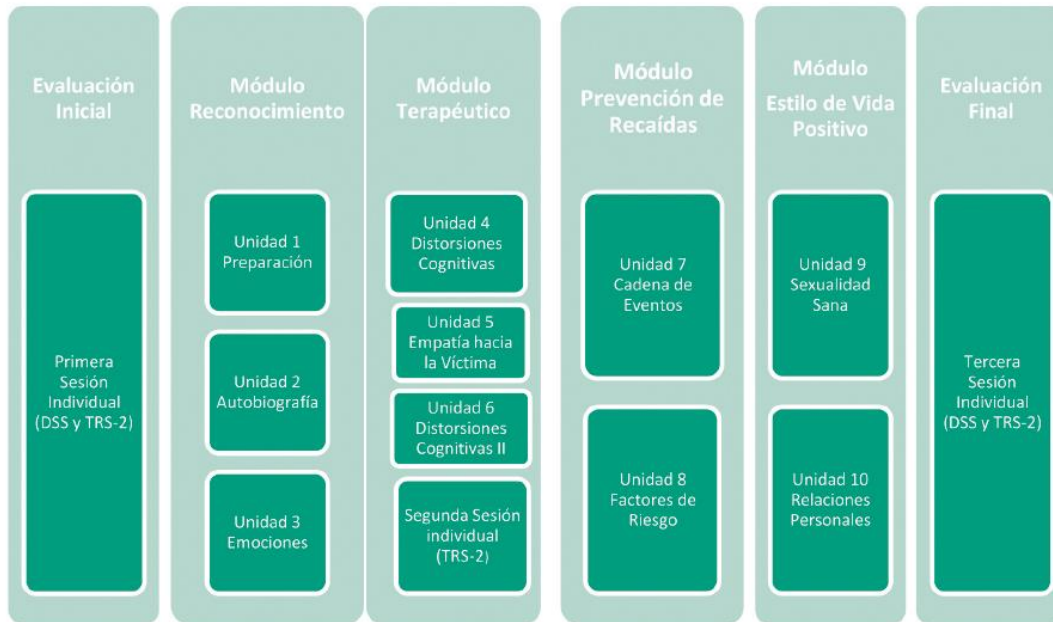 Evaluación
Inicial
Primera
Sesión
Individual
(DSS y TRS-2)
Módulo
Reconocimiento
Unidad 1
Preparación
Unidad 2
Autobiografía
Unidad 3
Emociones
Módulo
Terapéutico
Unidad 4
Distorsiones
Cognitivas
Unidad 5
Empatía hacia
la Víctima
Unidad 6
Distorsiones
Cognitivas II
Segunda Sesión
individual
(TRS-2)
Módulo
Prevención de
Recaídas
Unidad 7
Cadena de
Eventos
Unidad 8
Factores de
Riesgo
Módulo
Estilo de Vida
Positivo
Unidad 9
Sexualidad
Sana
Unidad 10
Relaciones
Personales
Evaluación
Final
Tercera
Sesión
Individual
(DSS y TRS-2)